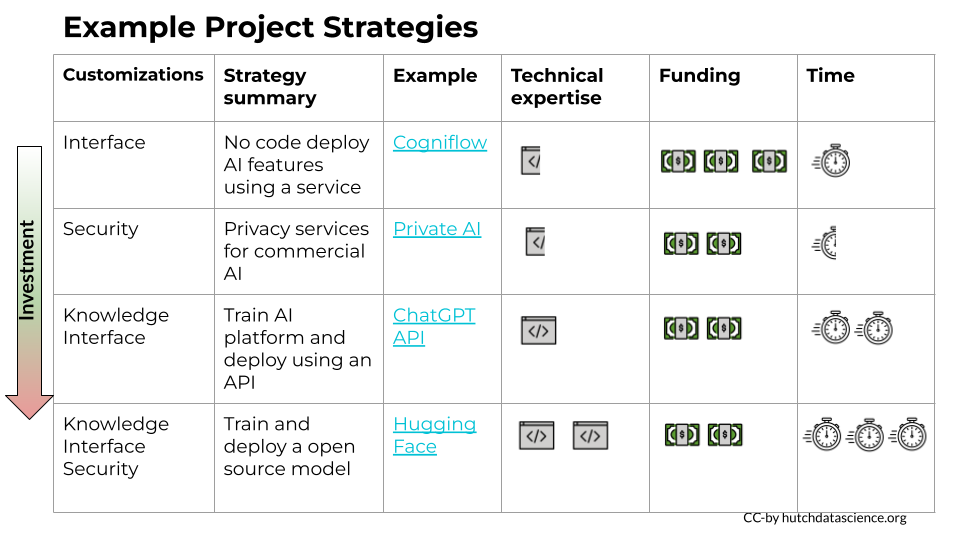 Example Project Strategies
Customizations
Strategy
summary
Example
Technical
expertise
Funding
Time
Interface
No code deploy
AI features
using a service
Cogniflow
Security
Privacy services
for commercial
AI
Private AI
Knowledge
Interface
Train AI
platform and
deploy using an
API
ChatGPT
API
Knowledge
Interface
Security
Train and
deploy a open
source model
Hugging
Face
Investment
CC-by hutchdatascience.org